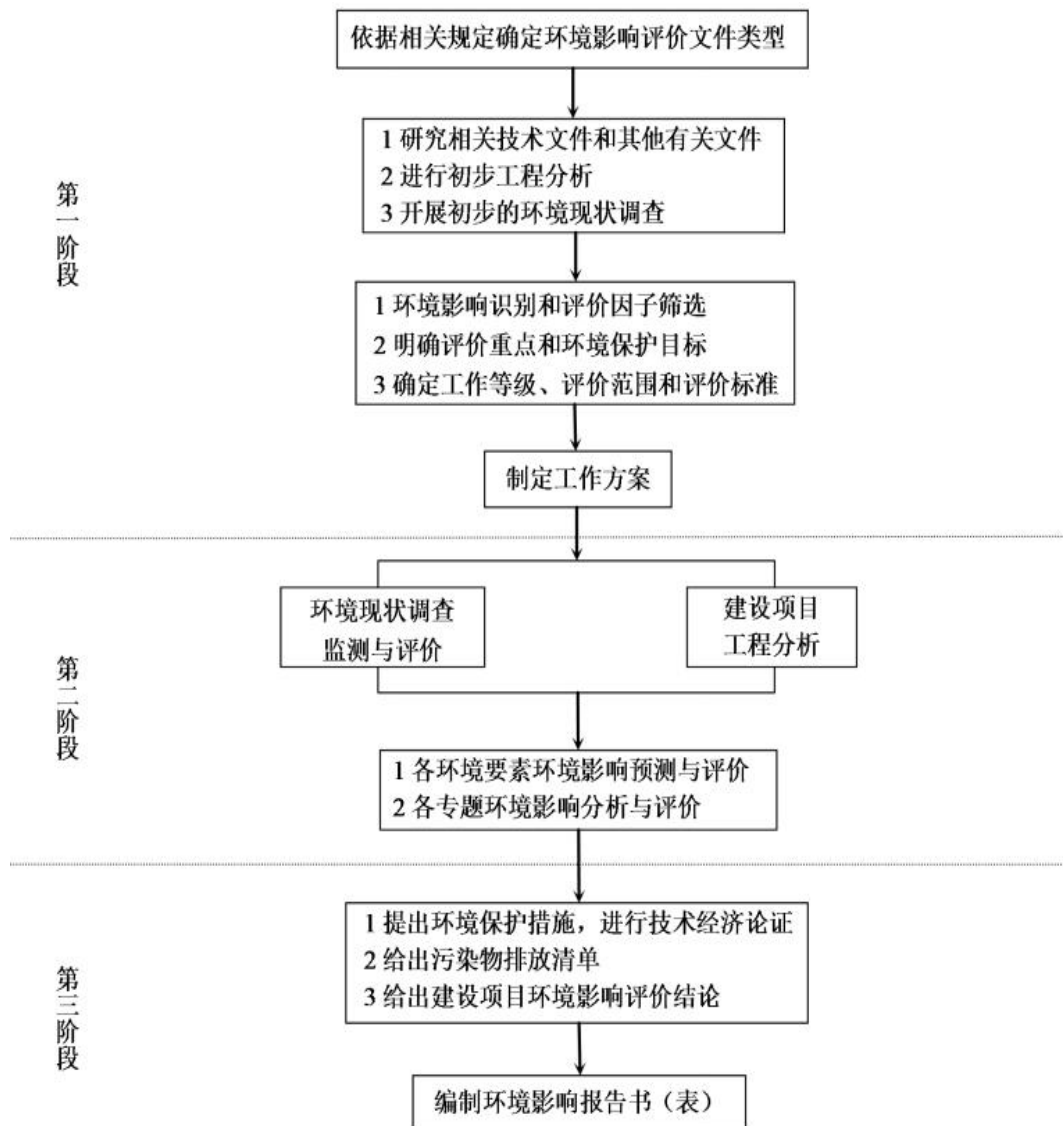 依据相关规定确定环境影响评价文件类型
1 研究相关技术文件和其他有关文件
2 进行初步工程分析
3 开展初步的环境现状调查
第一阶段
1 环境影响识别和评价因子筛选
2 明确评价重点和环境保护目标
3 确定工作等级、评价范围和评价标准
制定工作方案
第二阶段
环境现状调查
监测与评价
建设项目
工程分析
1 各环境要素环境影响预测与评价
2 各专题环境影响分析与评价
第三阶段
1 提出环境保护措施，进行技术经济论证
2 给出污染物排放清单
3 给出建设项目环境影响评价结论
编制环境影响报告书（表）